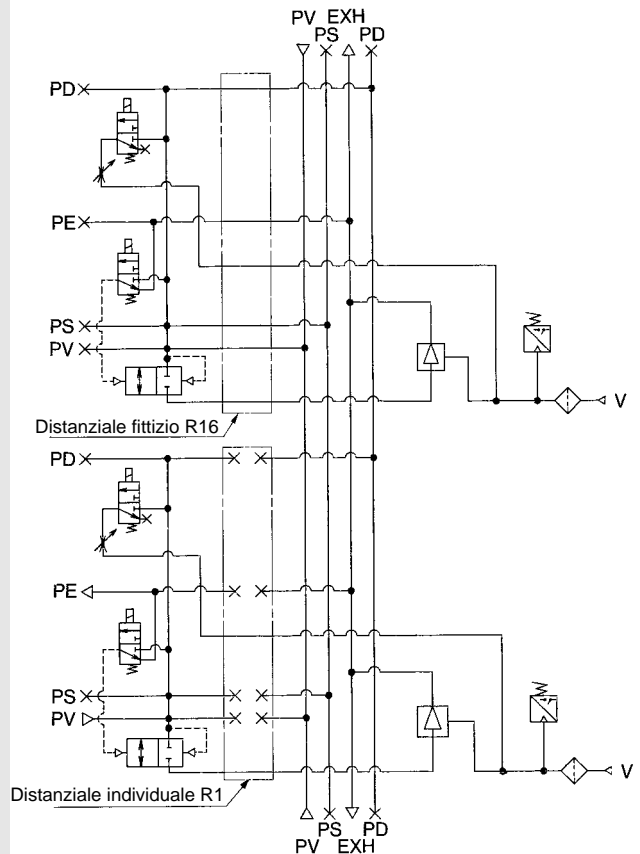 PV EXH
PS PD
PD
PE
PS
PV
V
Distanziale fittizio R16
PD
PE
PS
PV
V
Distanziale individuale R1
PS PD
PV EXH